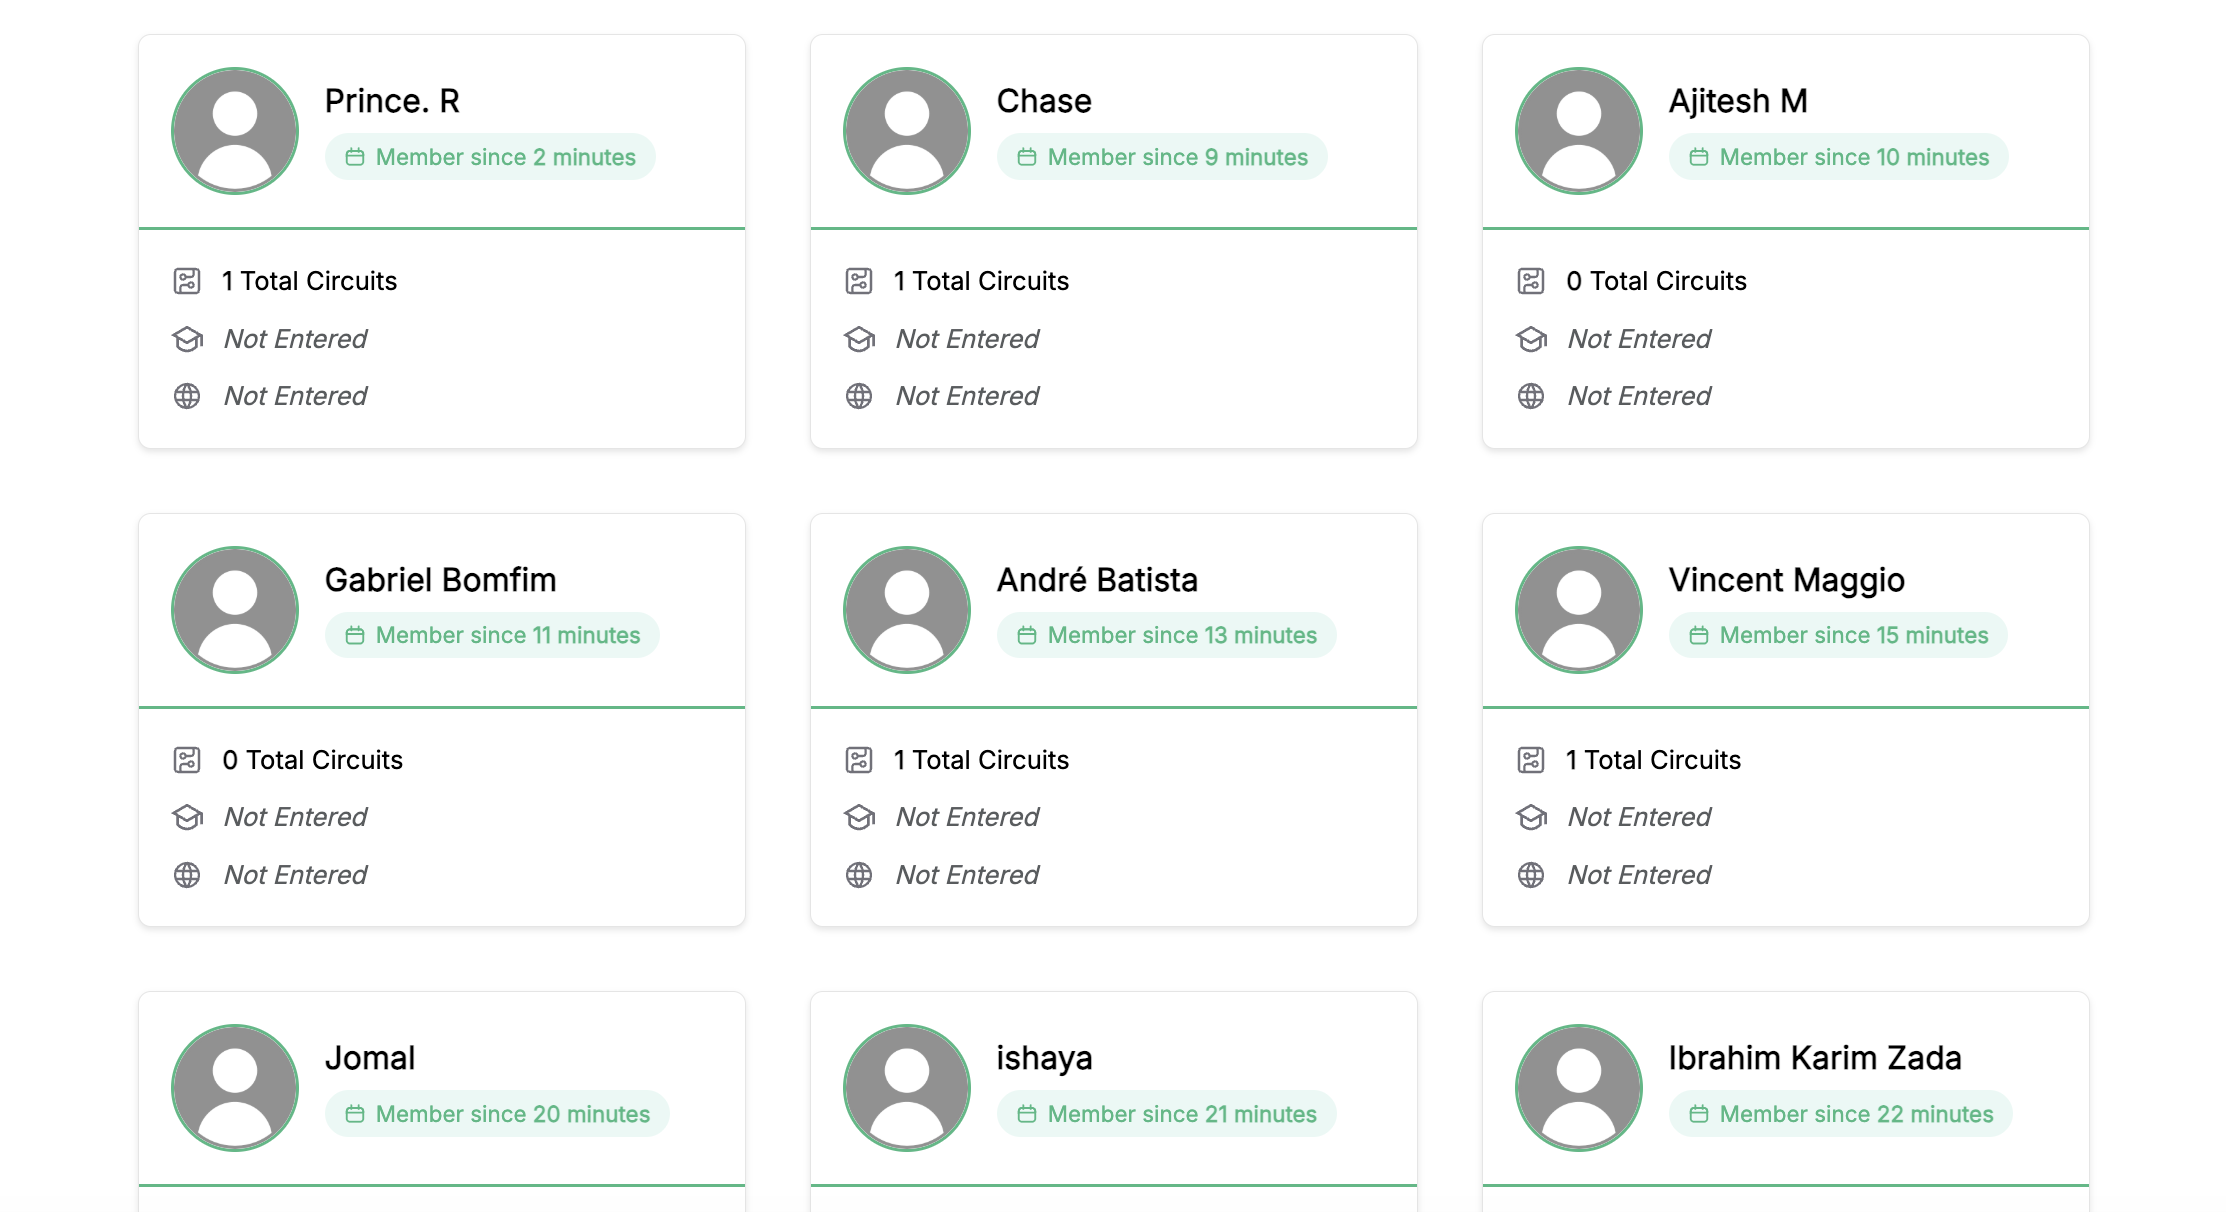 Prince. R
Member since 2 minutes
1 Total Circuits
Not Entered
Not Entered
Chase
Member since 9 minutes
1 Total Circuits
Not Entered
Not Entered
Ajitesh M
Member since 10 minutes
0 Total Circuits
Not Entered
Not Entered
Gabriel Bomfim
Member since 11 minutes
0 Total Circuits
Not Entered
Not Entered
André Batista
Member since 13 minutes
1 Total Circuits
Not Entered
Not Entered
Vincent Maggio
Member since 15 minutes
1 Total Circuits
Not Entered
Not Entered
Jomal
Member since 20 minutes
ishaya
Member since 21 minutes
Ibrahim Karim Zada
Member since 22 minutes